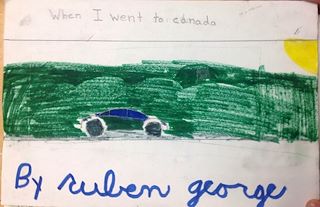 When I went to canada
By ruben george